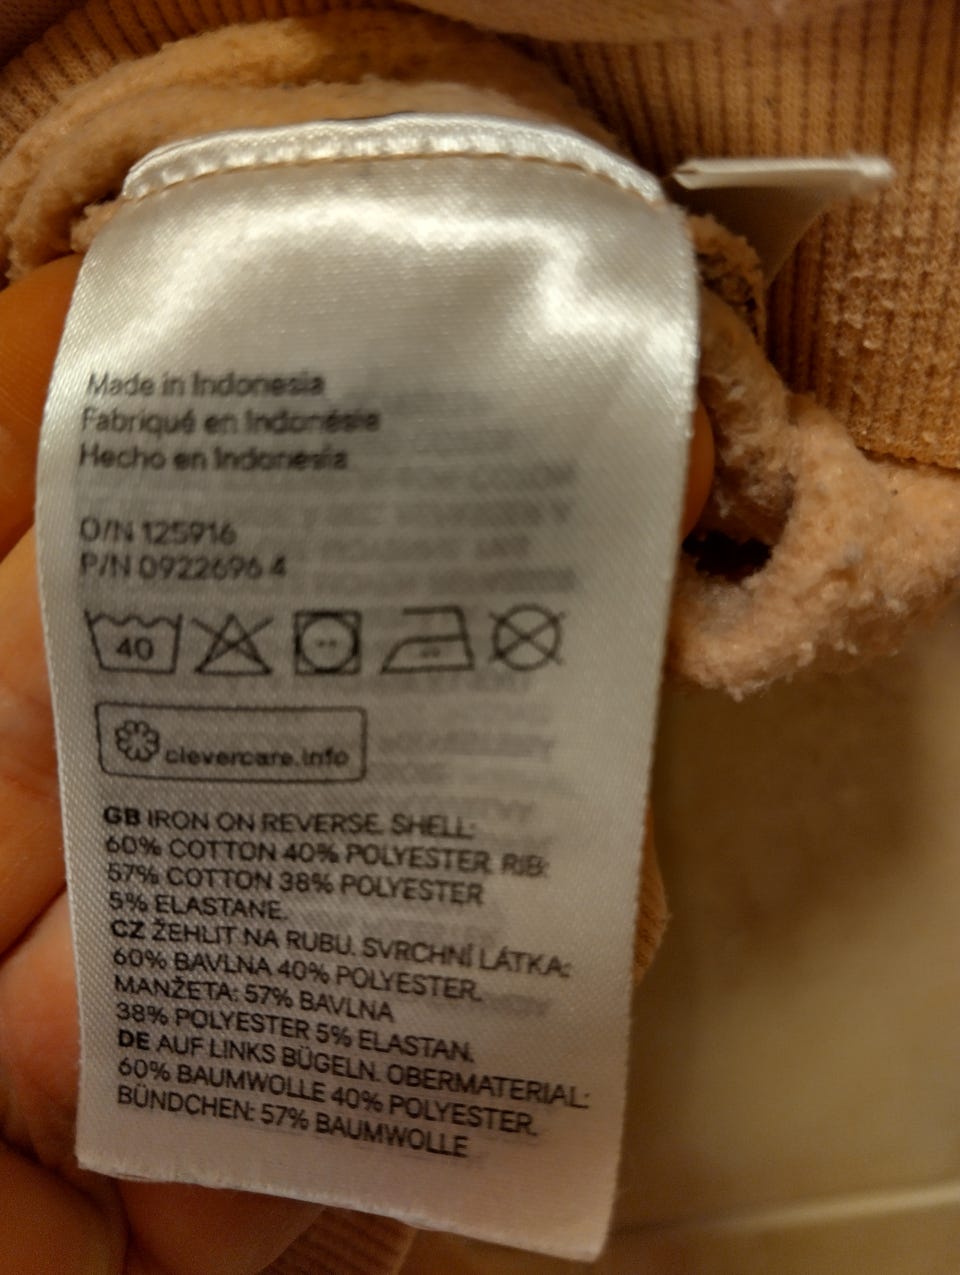 Made in Indonesia
Fabriqué en Indonésie
Hecho en Indonesia
O/N 125916
P/N 0922696 4
40
clevercare.info
GB IRON ON REVERSE. SHELL:
60% COTTON 40% POLYESTER. RIB:
57% COTTON 38% POLYESTER
5% ELASTANE.
CZ ŽEHLIT NA RUBU. SVRCHNÍ LÁTKA:
60% BAVLNA 40% POLYESTER.
MANŽETA: 57% BAVLNA
38% POLYESTER 5% ELASTAN.
DE AUF LINKS BÜGELN. OBERMATERIAL:
60% BAUMWOLLE 40% POLYESTER.
BÜNDCHEN: 57% BAUMWOLLE